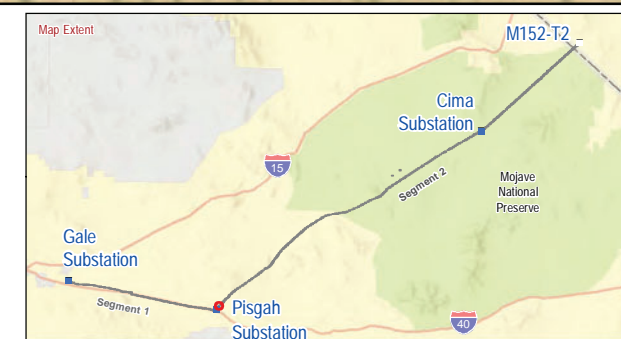 Map Extent
M152-T2
Cima
Substation
15
Segment 2
Mojave
National
Preserve
Gale
Substation
Segment 1
Pisgah
Substation
40